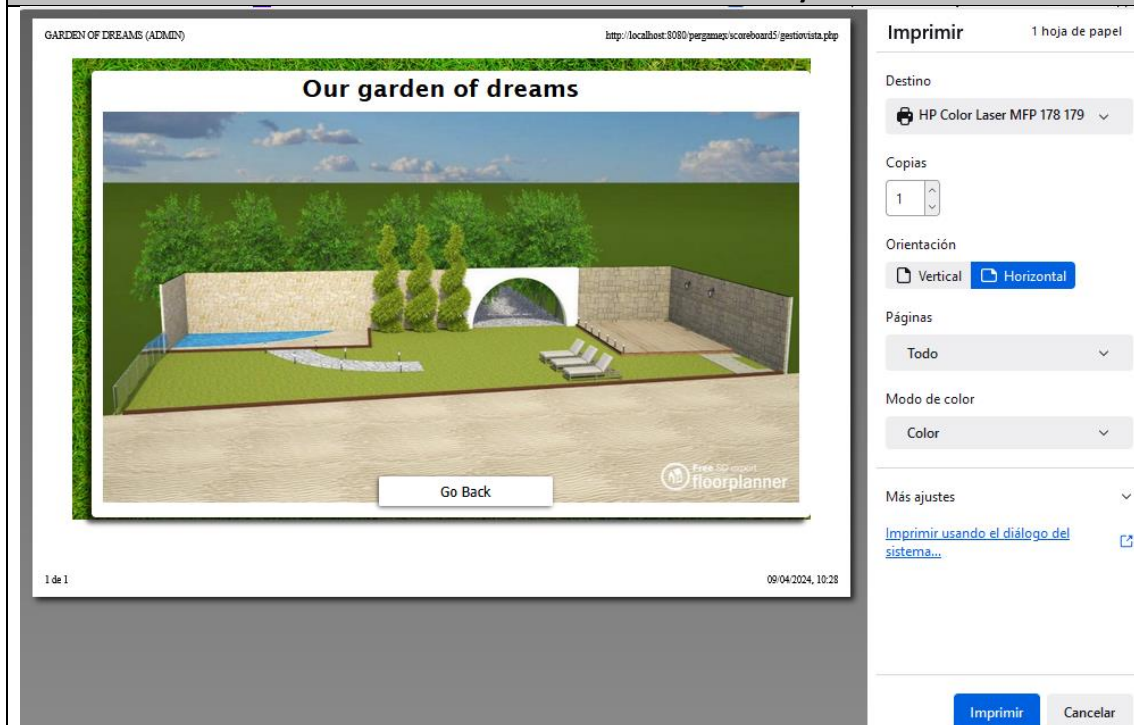 GARDEN OF DREAMS (ADMIN)
http://localhost:8080/pergamex/scoreboard5/gestiovista.php
Our garden of dreams
Free SD export
floorplanner
Go Back
1 de 1
09/04/2024, 10:28
Imprimir
1 hoja de papel
Destino
HP Color Laser MFP 178 179
Copias
1
Orientación
Vertical
Horizontal
Páginas
Todo
Modo de color
Color
Más ajustes
Imprimir usando el diálogo del
sistema...
Imprimir
Cancelar